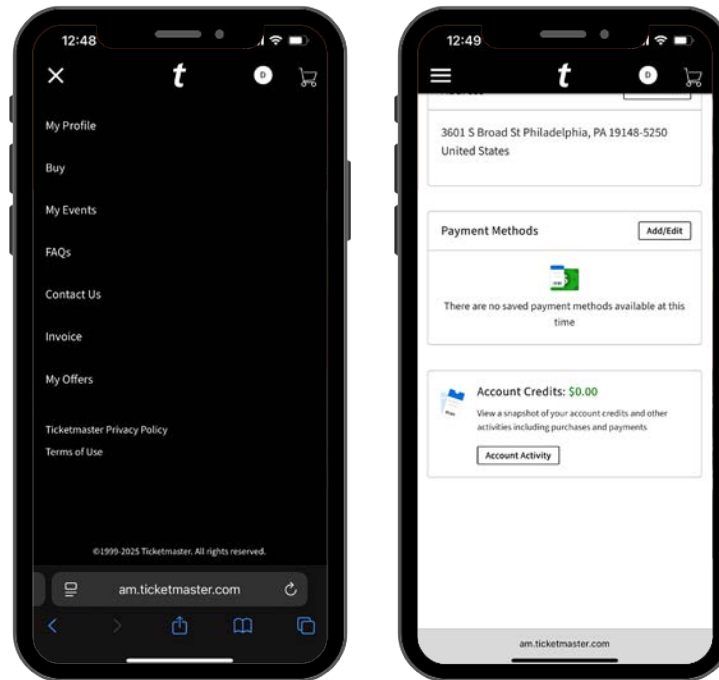 12:48
t
D
My Profile
Buy
My Events
FAQs
Contact Us
Invoice
My Offers
Ticketmaster Privacy Policy
Terms of Use
©1999-2025 Ticketmaster. All rights reserved.
am.ticketmaster.com
12:49
t
D
3601 S Broad St Philadelphia, PA 19148-5250
United States
Payment Methods
Add/Edit
There are no saved payment methods available at this
time
Account Credits: $0.00
View a snapshot of your account credits and other
activities including purchases and payments
Account Activity
am.ticketmaster.com